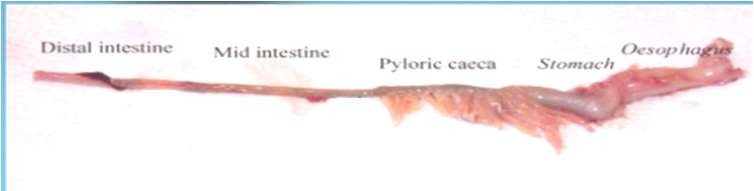 Distal intestine
Mid intestine
Pyloric caeca
Stomach
Oesophagus